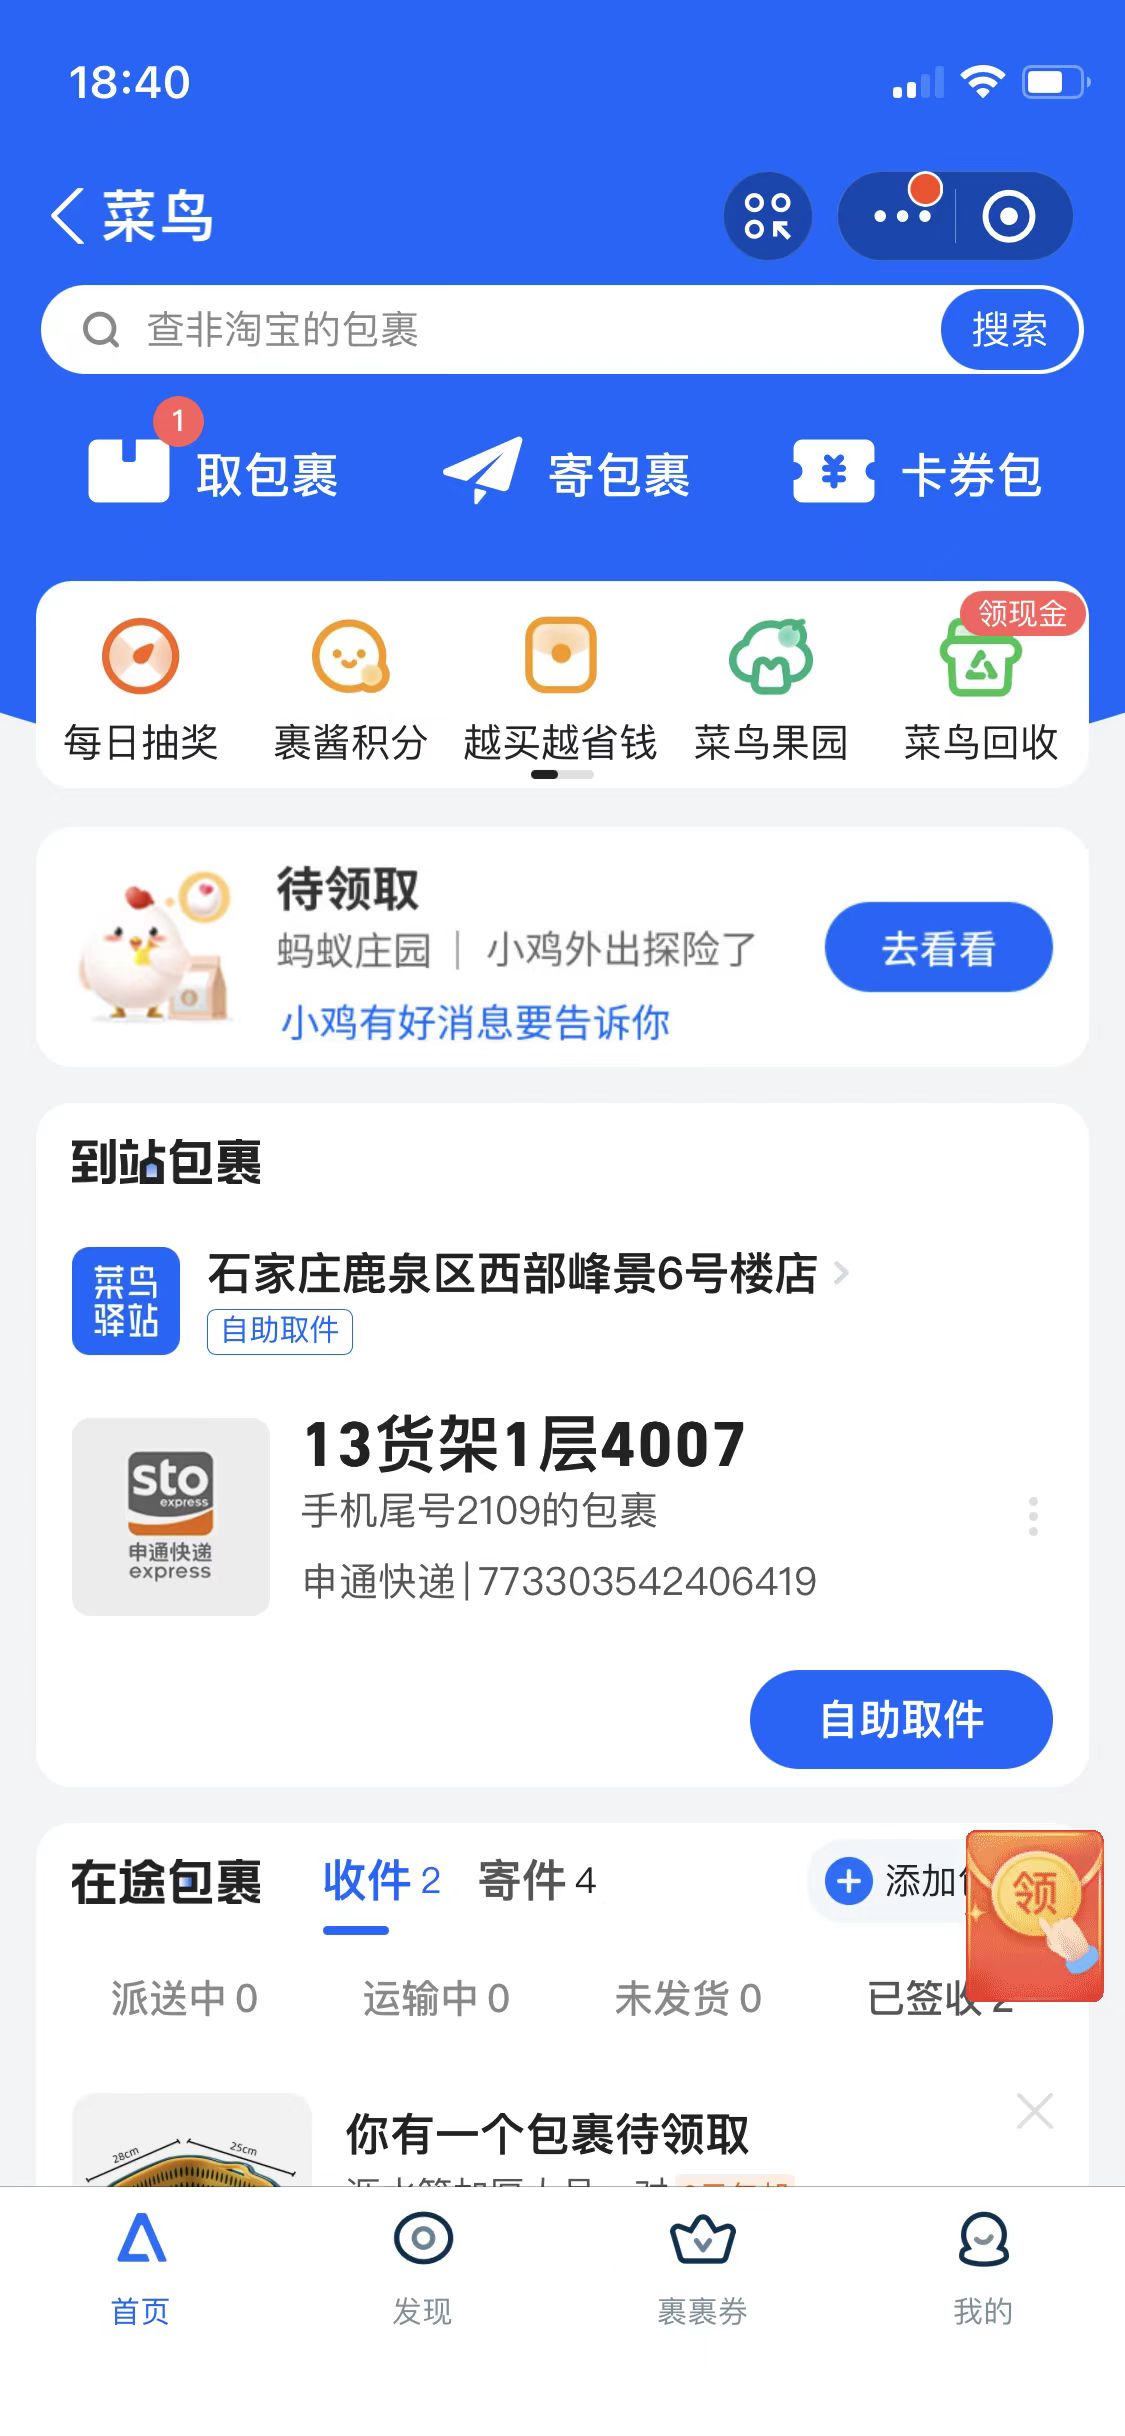 18:40
菜鸟
查非淘宝的包裹
搜索
1
取包裹
寄包裹
卡券包
领现金
每日抽奖
裹酱积分
越买越省钱
菜鸟果园
菜鸟回收
待领取
蚂蚁庄园 | 小鸡外出探险了
去看看
小鸡有好消息要告诉你
到站包裹
菜鸟
驿站
石家庄鹿泉区西部峰景6号楼店
自助取件
sto
express
申通快递
express
13货架1层4007
手机尾号2109的包裹
申通快递|773303542406419
自助取件
在途包裹
收件 2
寄件 4
添加
领
派送中 0
运输中 0
未发货 0
已签收 2
28cm
25cm
你有一个包裹待领取
首页
发现
裹裹券
我的